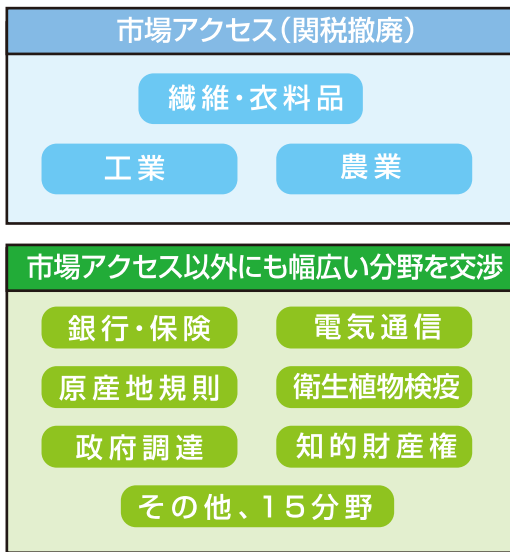 市場アクセス(関税撤廃)
繊維・衣料品
工業
農業
市場アクセス以外にも幅広い分野を交渉
銀行・保険
電気通信
原産地規則
衛生植物検疫
政府調達
知的財産権
その他、15分野